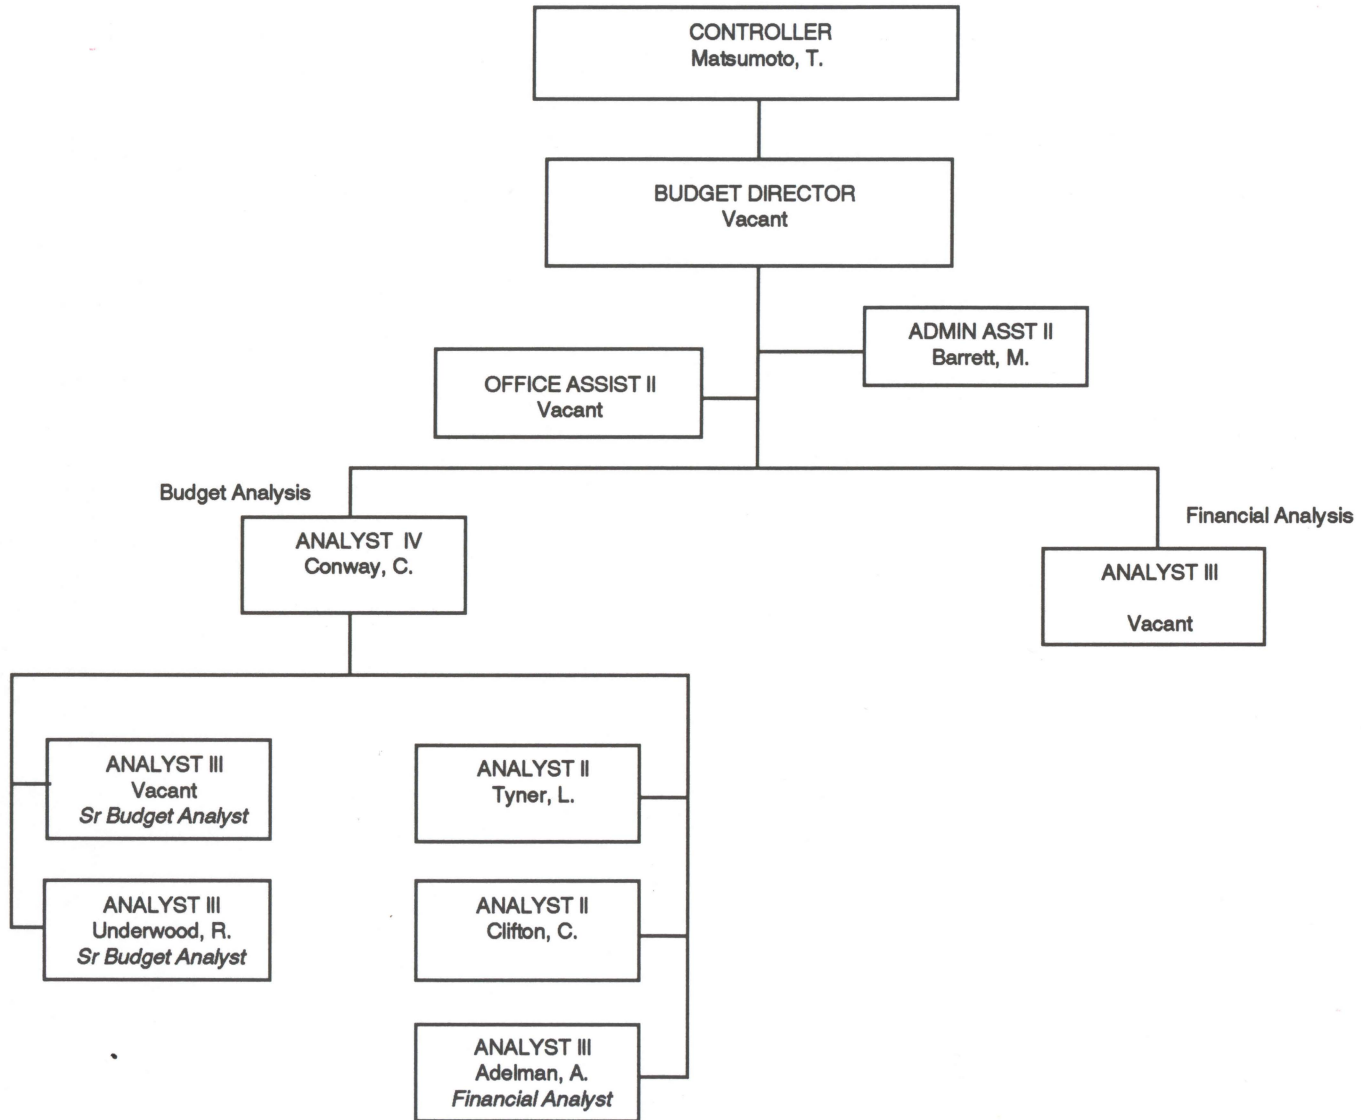 CONTROLLER
Matsumoto, T.
BUDGET DIRECTOR
Vacant
ADMIN ASST II
Barrett, M.
OFFICE ASSIST II
Vacant
Budget Analysis
ANALYST IV
Conway, C.
Financial Analysis
ANALYST III
Vacant
ANALYST III
Vacant
Sr Budget Analyst
ANALYST III
Underwood, R.
Sr Budget Analyst
ANALYST II
Tyner, L.
ANALYST II
Clifton, C.
ANALYST III
Adelman, A.
Financial Analyst